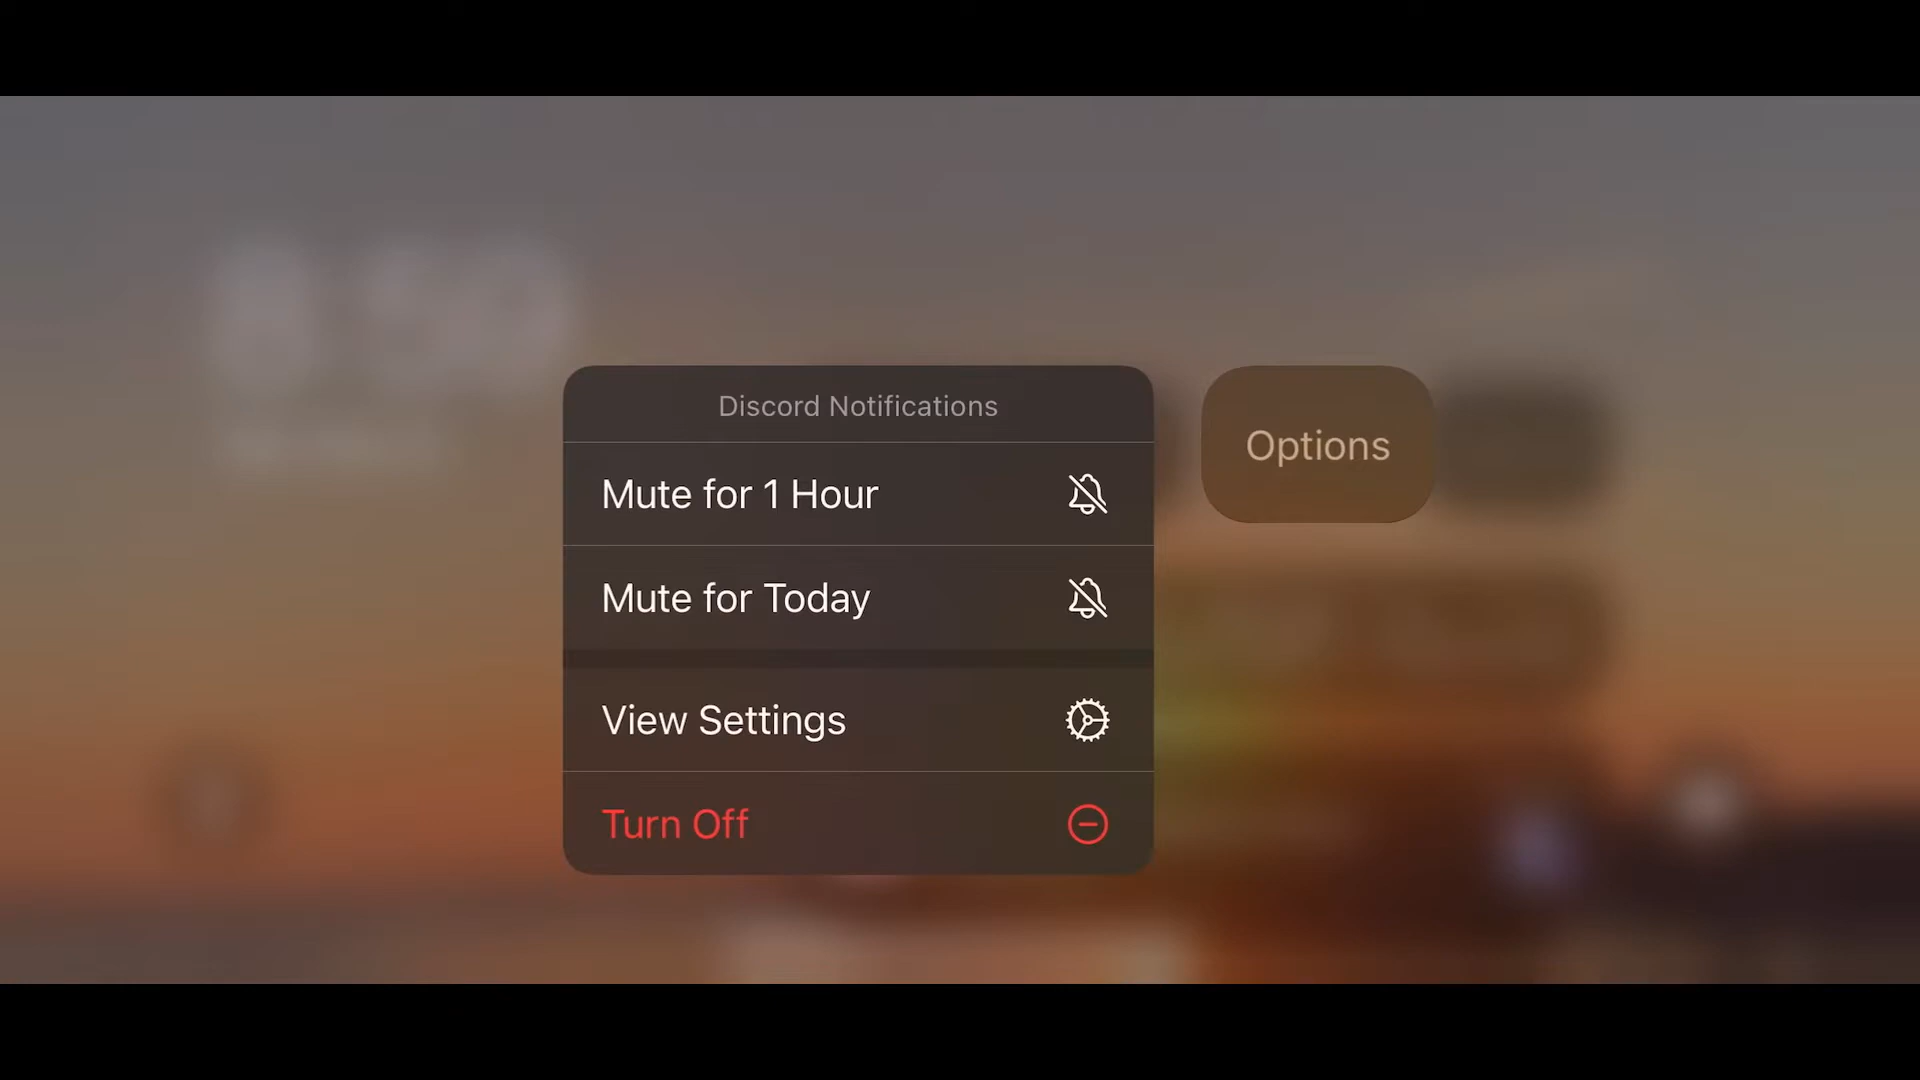 Discord Notifications
Mute for 1 Hour
Options
Mute for Today
View Settings
Turn Off